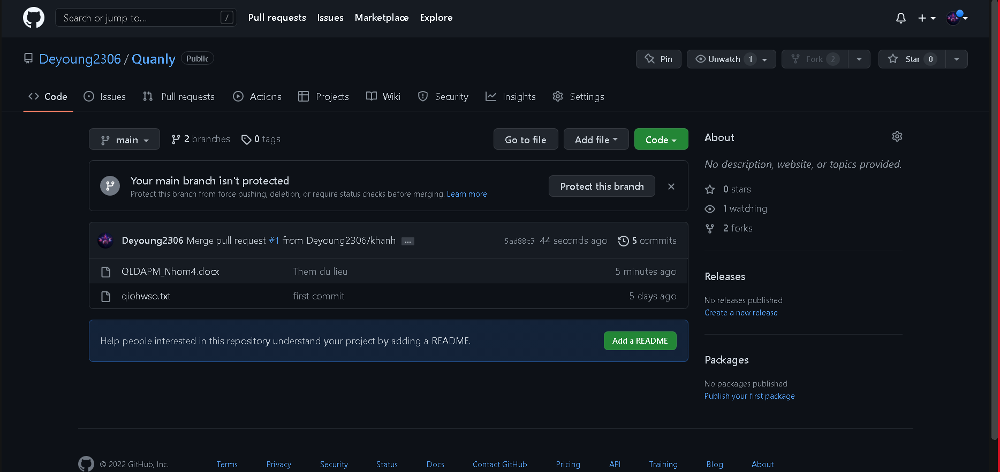 Search or jump to... / Pull requests Issues Marketplace Explore
Deyoung2306 / Quanly Public Pin Unwatch 1 Fork 2 Star 0
Code Issues Pull requests Actions Projects Wiki Security Insights Settings
main 2 branches 0 tags Go to file Add file Code
Your main branch isn't protected
Protect this branch from force pushing, deletion, or require status checks before merging. Learn more
Protect this branch
Deyoung2306 Merge pull request #1 from Deyoung2306/khanh ... 5ad88c3 44 seconds ago 5 commits
QLDAPM_Nhom4.docx Them du lieu 5 minutes ago
qiohwso.txt first commit 5 days ago
Help people interested in this repository understand your project by adding a README. Add a README
About
No description, website, or topics provided.
0 stars
1 watching
2 forks
Releases
No releases published
Create a new release
Packages
No packages published
Publish your first package
© 2022 GitHub, Inc. Terms Privacy Security Status Docs Contact GitHub Pricing API Training Blog About